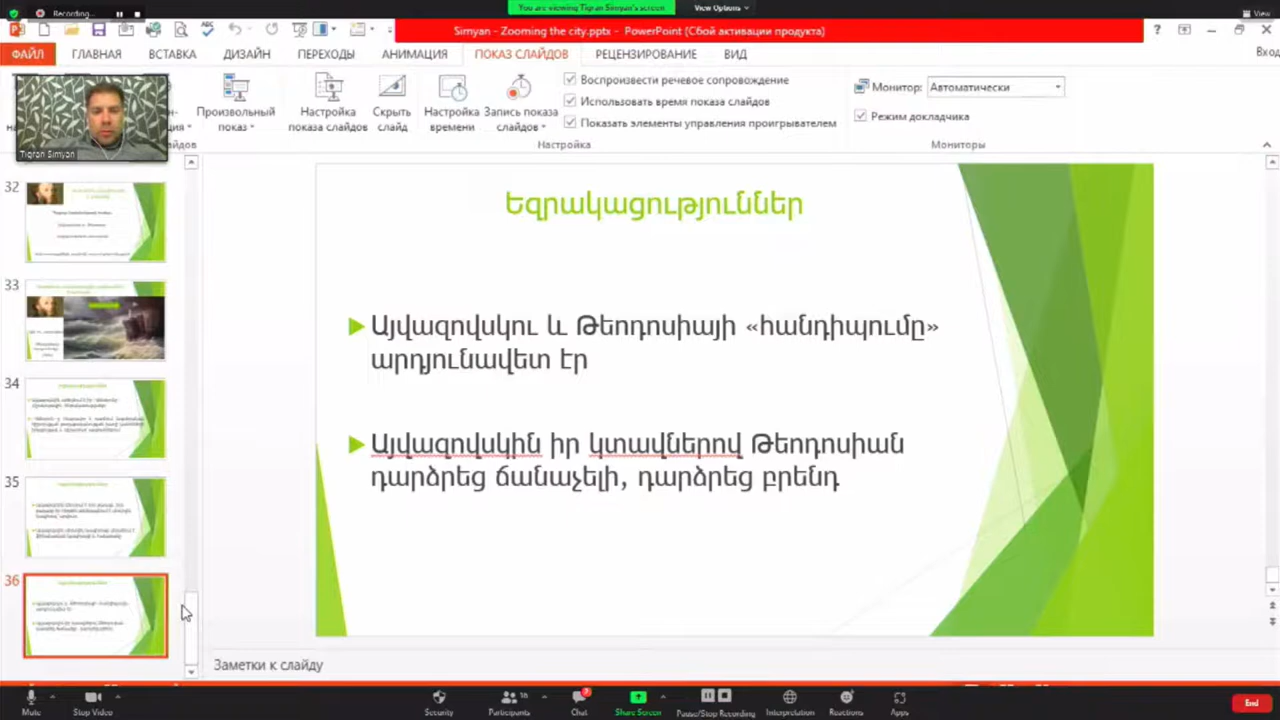 Recording...
You are viewing Tigran Simyan's screen
View Options
View
Simyan - Zooming the city.pptx - PowerPoint (Сбой активации продукта)
Вход
ФАЙЛ ГЛАВНАЯ ВСТАВКА ДИЗАЙН ПЕРЕХОДЫ АНИМАЦИЯ ПОКАЗ СЛАЙДОВ РЕЦЕНЗИРОВАНИЕ ВИД
Произвольный показ
Настройка показа слайдов
Скрыть слайд
Настройка времени
Запись показа слайдов
Воспроизвести речевое сопровождение
Использовать время показа слайдов
Показать элементы управления проигрывателем
Настройка
Монитор: Автоматически
Режим докладчика
Мониторы
Tigran Simyan
32
33
34
35
36
Եզրակացություններ
Այվազովսկու և Թեոդոսիայի «հանդիպումը»
արդյունավետ էր
Այվազովսկին իր կտավներով Թեոդոսիան
դարձրեց ճանաչելի, դարձրեց բրենդ
Заметки к слайду
Mute Stop Video Security Participants 16 Chat Share Screen Pause/Stop Recording Interpretation Reactions Apps End